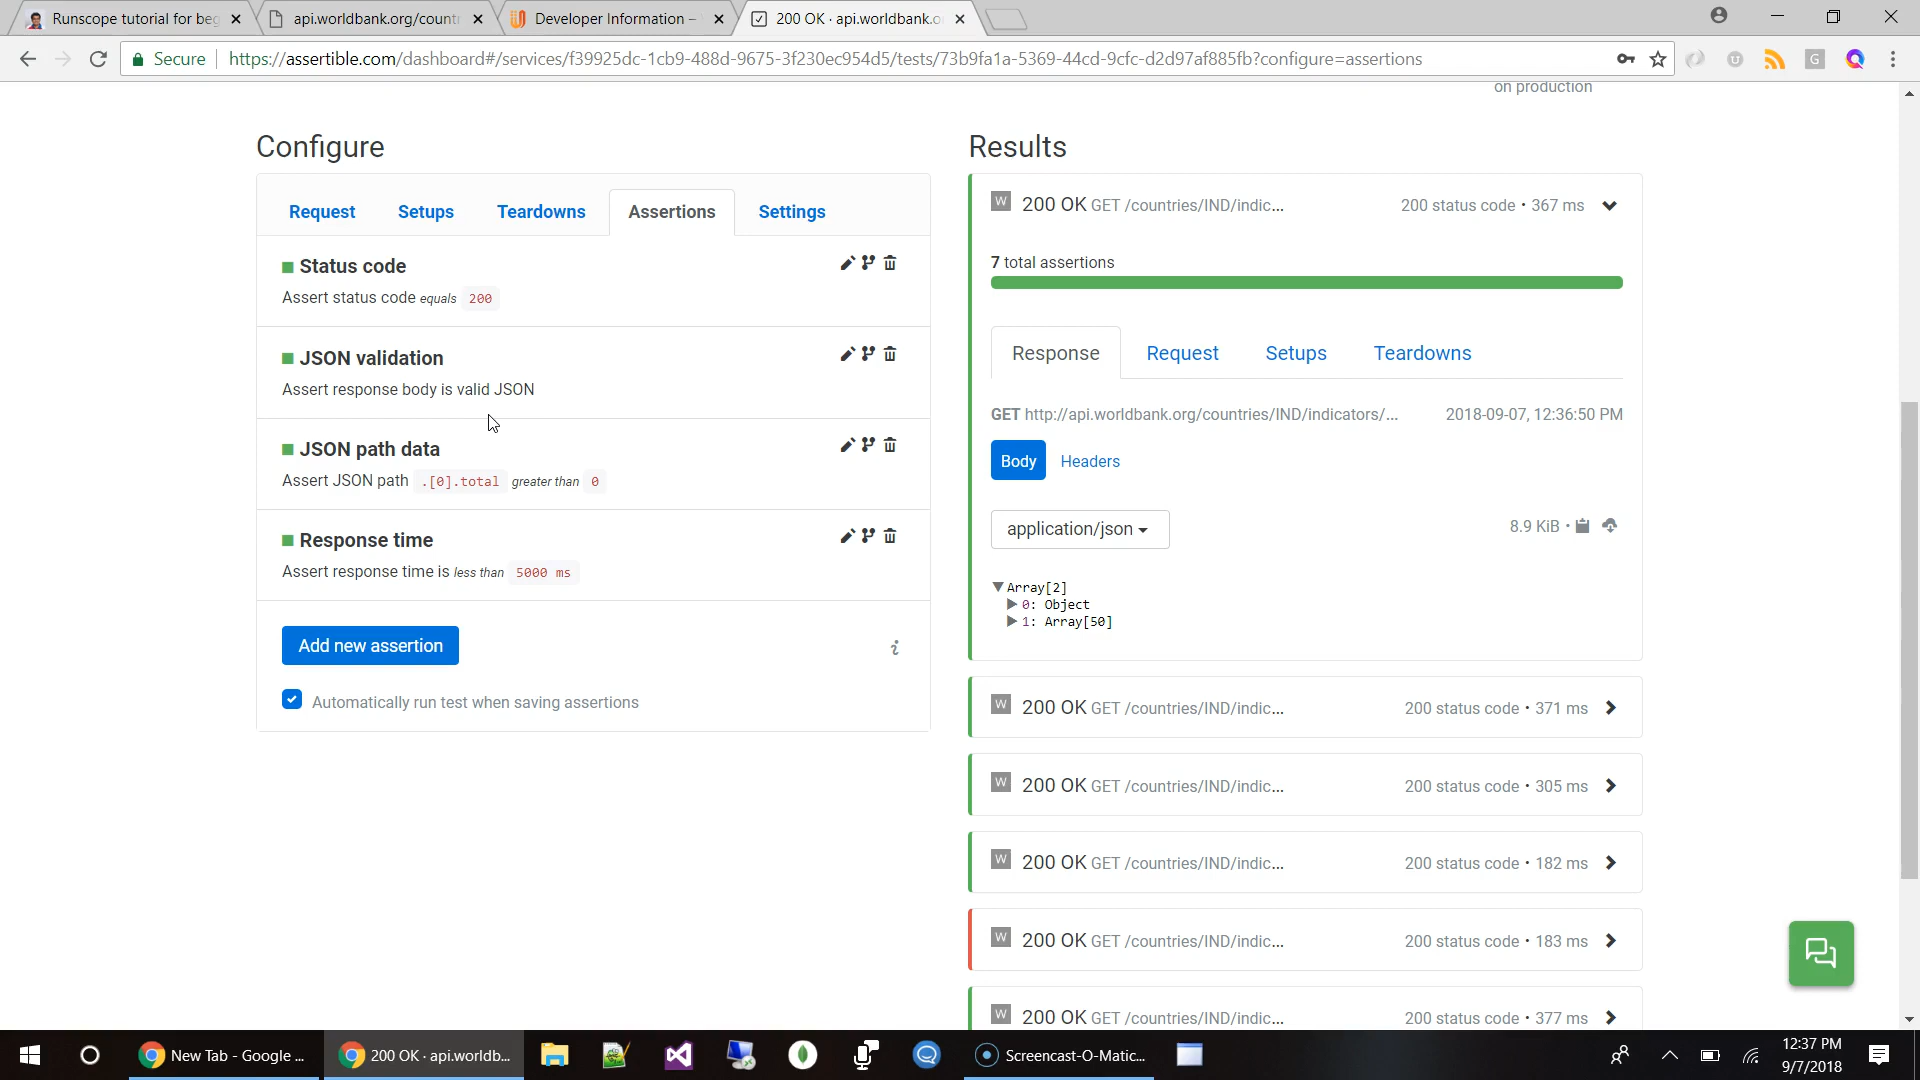 Runscope tutorial for beg
api.worldbank.org/countr
Developer Information –
200 OK · api.worldbank.o
Secure
https://assertible.com/dashboard#/services/f39925dc-1cb9-488d-9675-3f230ec954d5/tests/73b9fa1a-5369-44cd-9cfc-d2d97af885fb?configure=assertions
on production
Configure
Results
Request
Setups
Teardowns
Assertions
Settings
Status code
Assert status code equals 200
JSON validation
Assert response body is valid JSON
JSON path data
Assert JSON path .[0].total greater than 0
Response time
Assert response time is less than 5000 ms
Add new assertion
Automatically run test when saving assertions
W 200 OK GET /countries/IND/indic... 200 status code • 367 ms
7 total assertions
Response
Request
Setups
Teardowns
GET http://api.worldbank.org/countries/IND/indicators/... 2018-09-07, 12:36:50 PM
Body
Headers
application/json
8.9 KiB •
Array[2]
0: Object
1: Array[50]
W 200 OK GET /countries/IND/indic... 200 status code • 371 ms
W 200 OK GET /countries/IND/indic... 200 status code • 305 ms
W 200 OK GET /countries/IND/indic... 200 status code • 182 ms
W 200 OK GET /countries/IND/indic... 200 status code • 183 ms
W 200 OK GET /countries/IND/indic... 200 status code • 377 ms
New Tab - Google ...
200 OK · api.worldb...
Screencast-O-Matic...
12:37 PM
9/7/2018